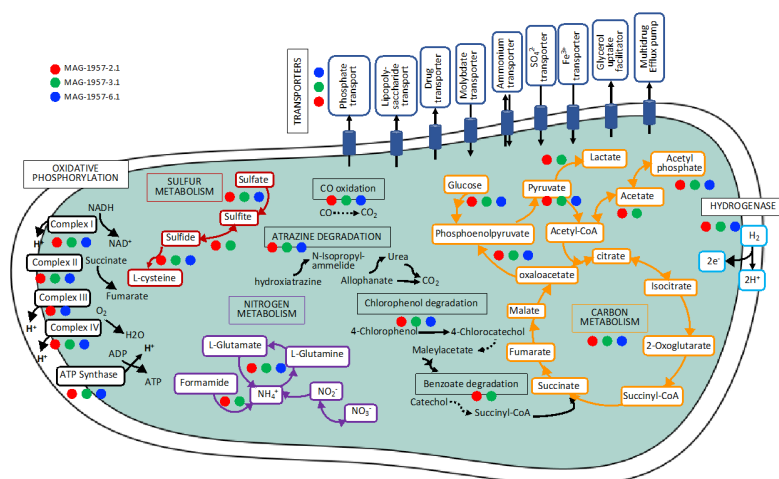 MAG-1957-2.1
MAG-1957-3.1
MAG-1957-6.1
TRANSPORTERS
Phosphate
transport
Lipopoly-
saccharide
transport
Drug
transporter
Molybdate
transporter
Ammonium
transporter
SO₄²⁻
transporter
Fe³⁺
transporter
Glycerol
uptake
facilitator
Multidrug
Efflux pump
OXIDATIVE
PHOSPHORYLATION
NADH
Complex I
H⁺
NAD⁺
Complex II
Succinate
Fumarate
Complex III
H⁺
O₂
Complex IV
H2O
H⁺
ADP
H⁺
ATP Synthase
ATP
SULFUR
METABOLISM
Sulfate
Sulfite
Sulfide
L-cysteine
CO oxidation
CO
CO₂
ATRAZINE DEGRADATION
N-Isopropyl-
ammelide
hydroxiatrazine
Urea
Allophanate
CO₂
NITROGEN
METABOLISM
L-Glutamate
L-Glutamine
Formamide
NH₄⁺
NO₂⁻
NO₃⁻
Chlorophenol degradation
4-Chlorophenol
4-Chlorocatechol
Maleylacetate
Benzoate degradation
Catechol
Succinyl-CoA
Lactate
Glucose
Pyruvate
Acetyl
phosphate
Acetate
Phosphoenolpyruvate
Acetyl-CoA
oxaloacetate
citrate
Isocitrate
Malate
CARBON
METABOLISM
2-Oxoglutarate
Fumarate
Succinate
Succinyl-CoA
HYDROGENASE
H₂
2e⁻
2H⁺